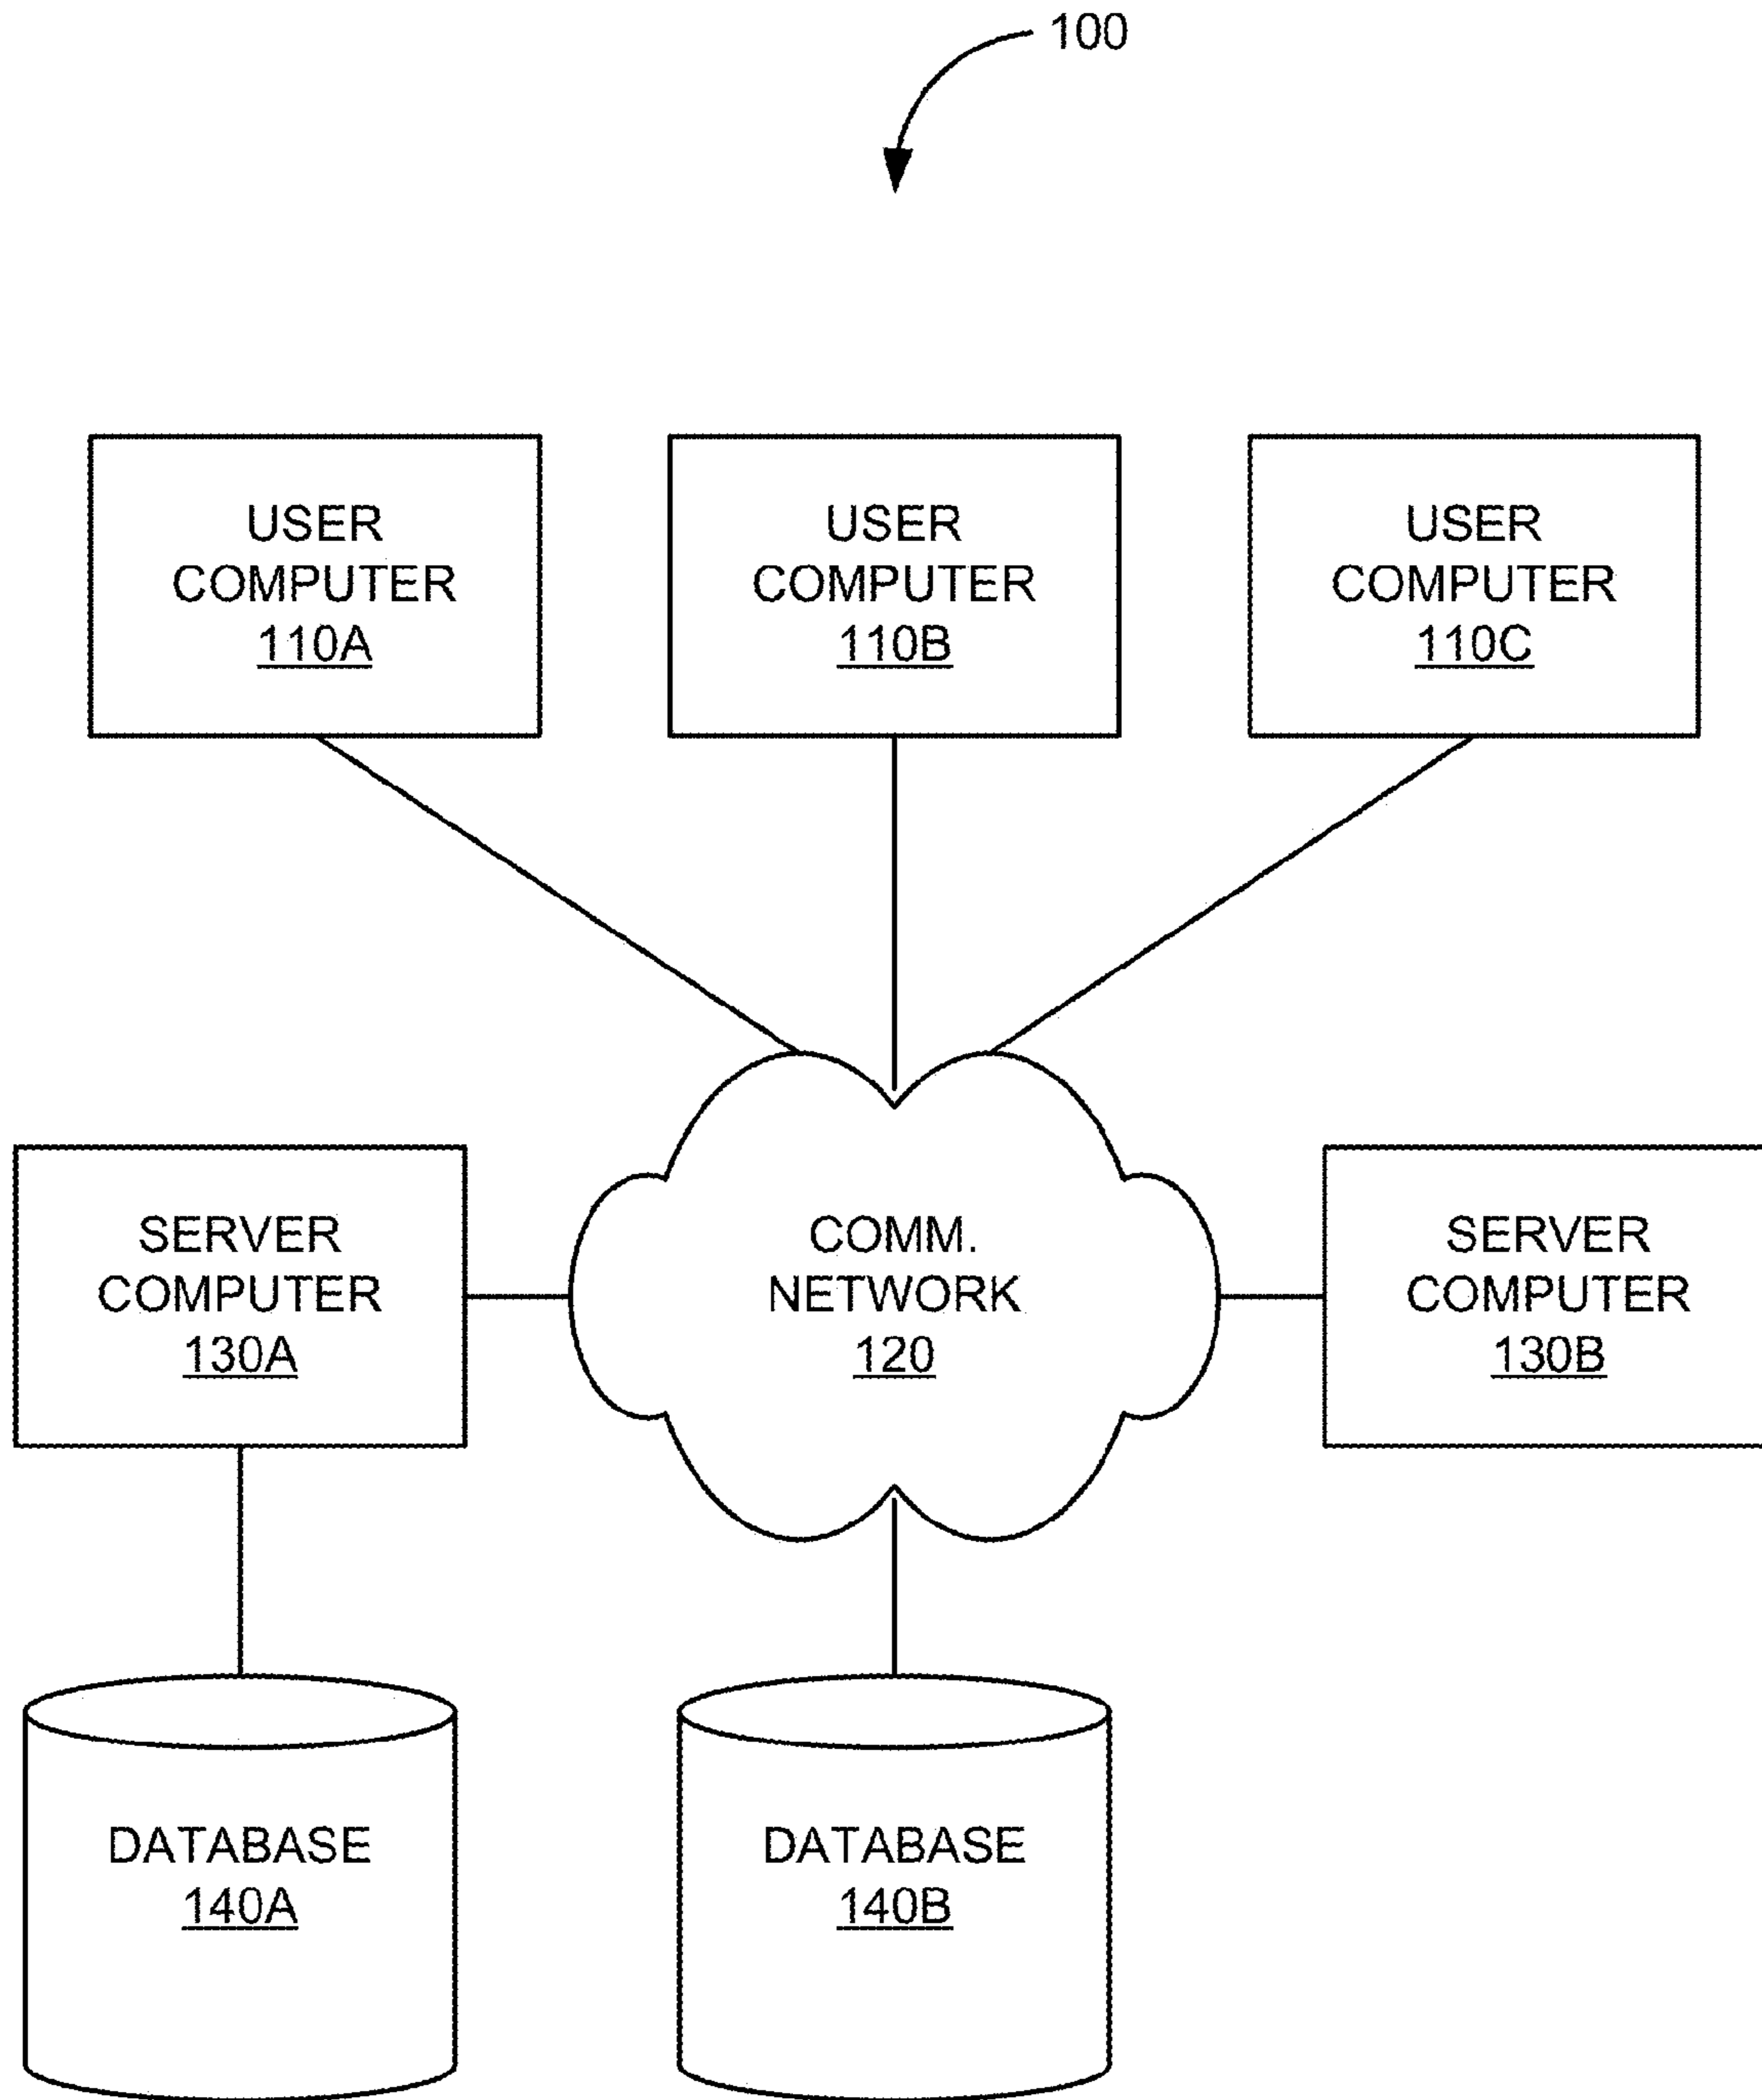 100
USER
COMPUTER
110A
USER
COMPUTER
110B
USER
COMPUTER
110C
SERVER
COMPUTER
130A
COMM.
NETWORK
120
SERVER
COMPUTER
130B
DATABASE
140A
DATABASE
140B